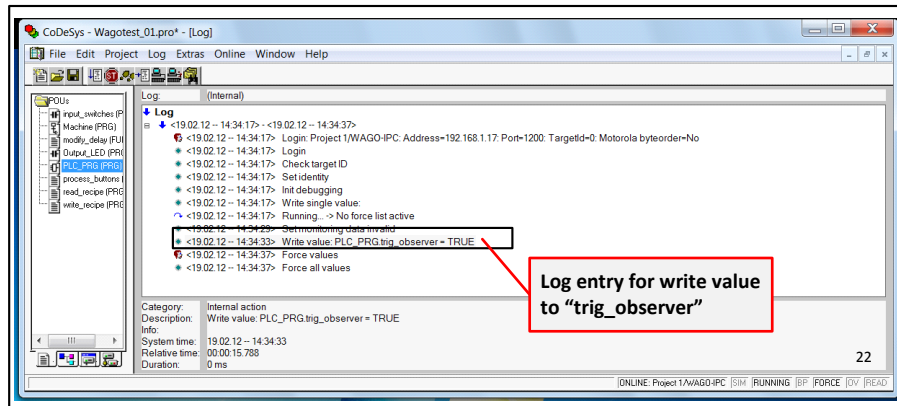 CoDeSys - Wagotest_01.pro* - [Log]
File Edit Project Log Extras Online Window Help
POUs
input_switches (P
Machine (PRG)
modify_delay (FU
Output_LED (PR
PLC_PRG (PRG)
process_buttons (
read_recipe (PRG
write_recipe (PRG
Log: (Internal)
Log
<19.02.12 -- 14:34:17> - <19.02.12 -- 14:34:37>
<19.02.12 -- 14:34:17> Login: Project 1/WAGO-IPC: Address=192.168.1.17: Port=1200: TargetId=0: Motorola byteorder=No
<19.02.12 -- 14:34:17> Login
<19.02.12 -- 14:34:17> Check target ID
<19.02.12 -- 14:34:17> Set identity
<19.02.12 -- 14:34:17> Init debugging
<19.02.12 -- 14:34:17> Write single value:
<19.02.12 -- 14:34:17> Running... -> No force list active
<19.02.12 -- 14:34:29> Set monitoring data invalid
<19.02.12 -- 14:34:33> Write value: PLC_PRG.trig_observer = TRUE
<19.02.12 -- 14:34:37> Force values
<19.02.12 -- 14:34:37> Force all values
Log entry for write value
to “trig_observer”
Category: Internal action
Description: Write value: PLC_PRG.trig_observer = TRUE
Info:
System time: 19.02.12 -- 14:34:33
Relative time: 00:00:15.788
Duration: 0 ms
22
ONLINE: Project 1/WAGO-IPC SIM RUNNING BP FORCE OV READ